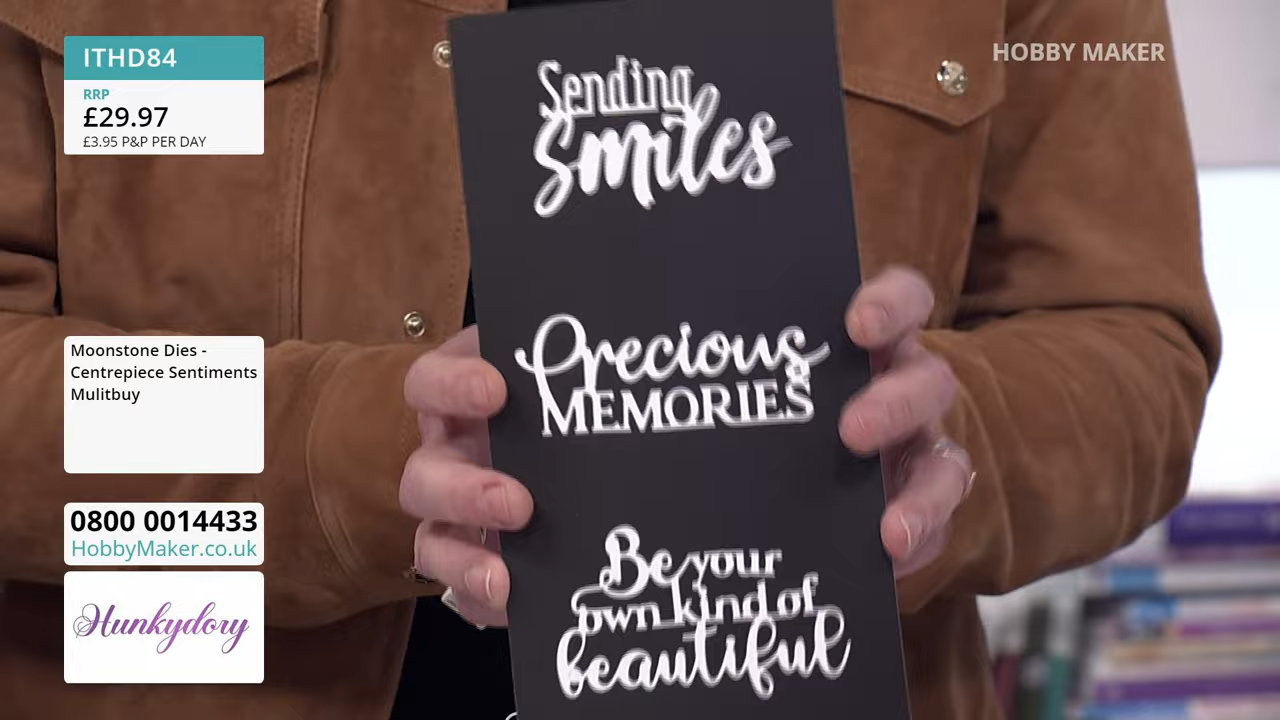 ITHD84
RRP
£29.97
£3.95 P&P PER DAY
Moonstone Dies -
Centrepiece Sentiments
Mulitbuy
0800 0014433
HobbyMaker.co.uk
Hunkydory
HOBBY MAKER
Sending
Smiles
Precious
MEMORIES
Be your
own kind of
beautiful